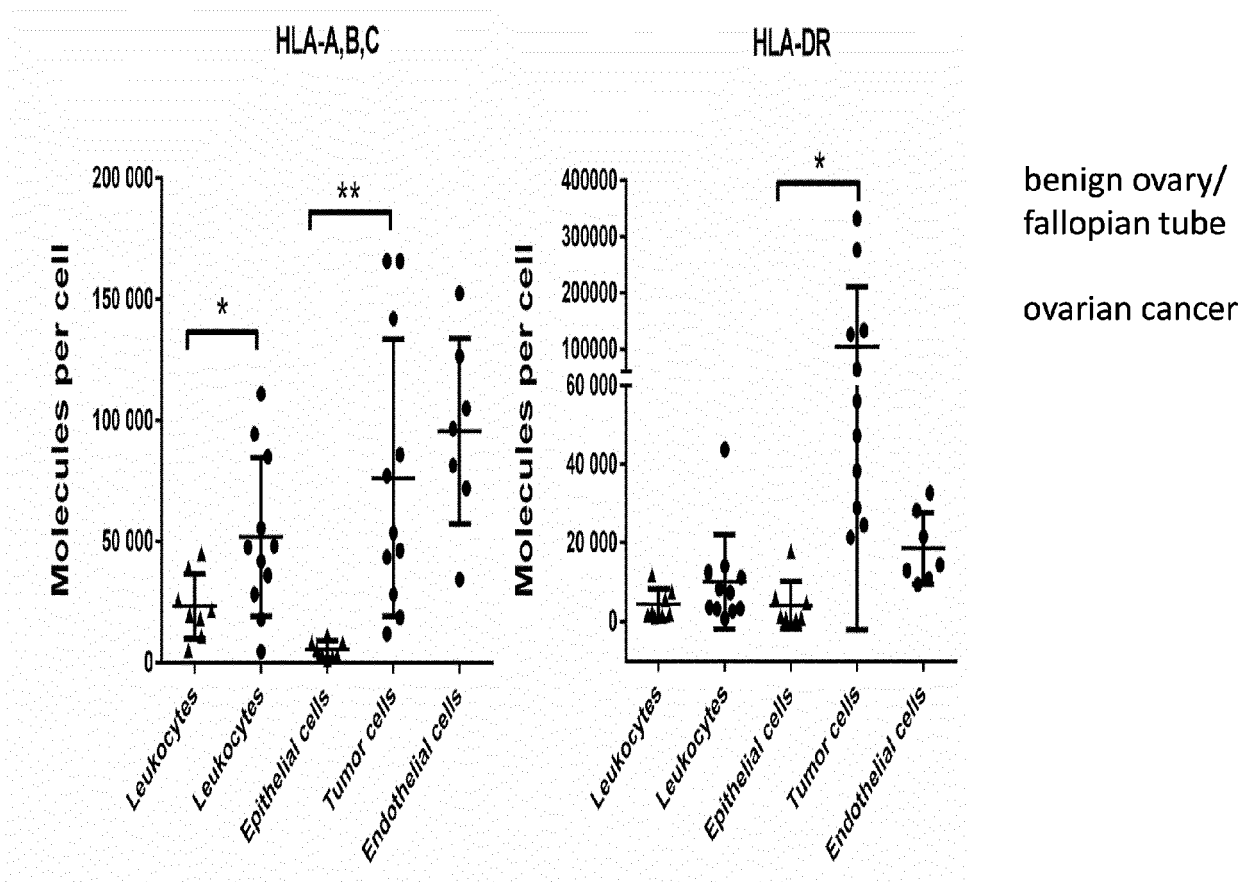 HLA-A,B,C
Molecules per cell
200 000
150 000
100 000
50 000
0
*
**
Leukocytes
Leukocytes
Epithelial cells
Tumor cells
Endothelial cells
HLA-DR
Molecules per cell
400000
300000
200000
100000
60 000
40 000
20 000
0
*
Leukocytes
Leukocytes
Epithelial cells
Tumor cells
Endothelial cells
benign ovary/
fallopian tube
ovarian cancer